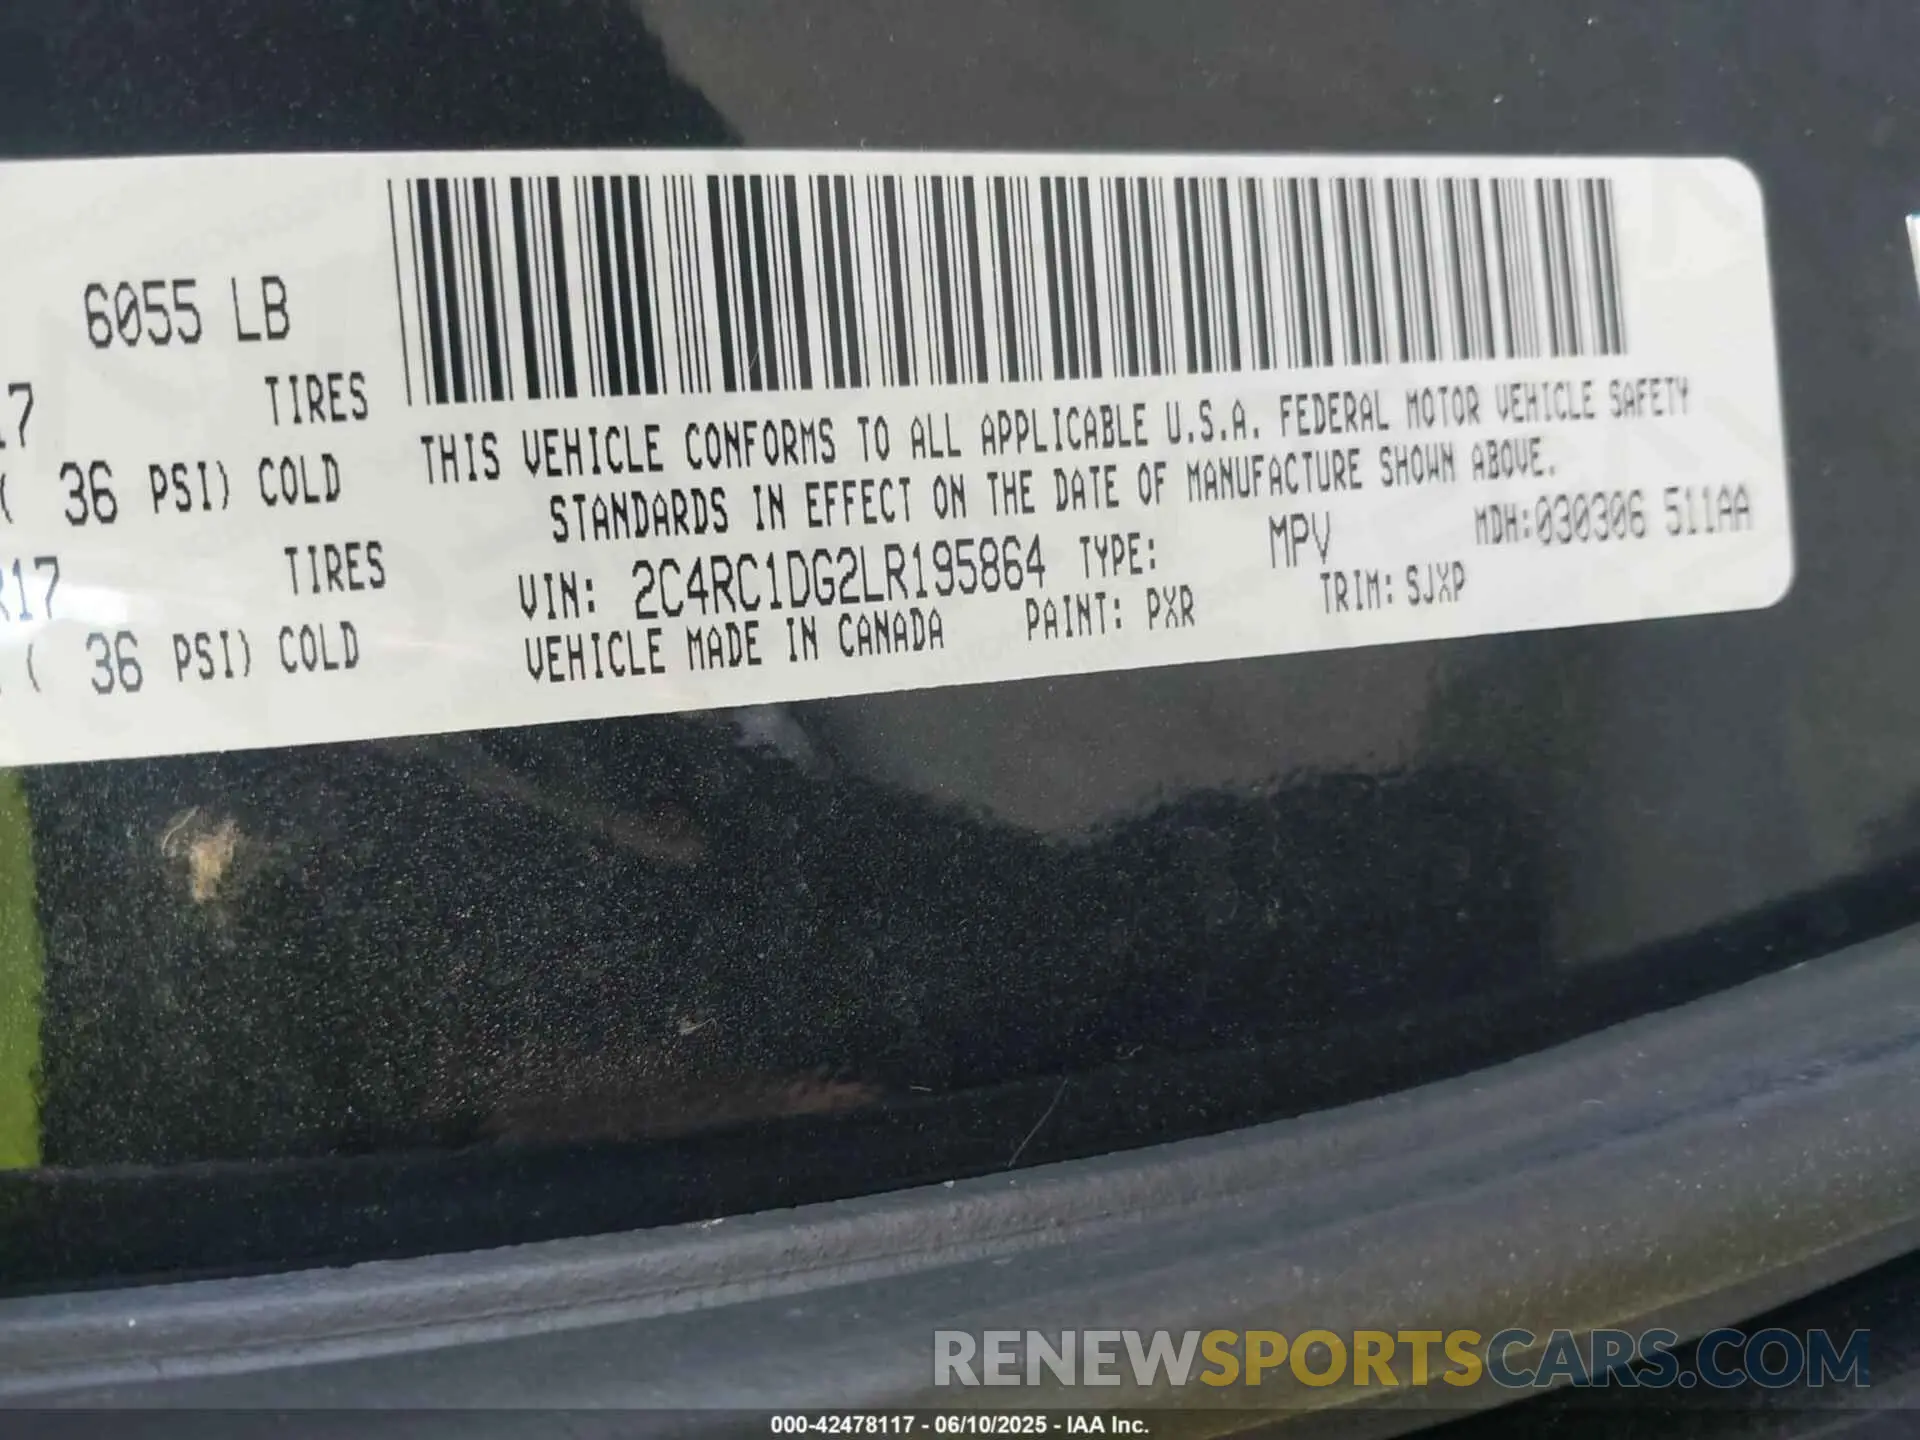 6055 LB
17 TIRES
( 36 PSI) COLD
R17 TIRES
( 36 PSI) COLD
THIS VEHICLE CONFORMS TO ALL APPLICABLE U.S.A. FEDERAL MOTOR VEHICLE SAFETY
STANDARDS IN EFFECT ON THE DATE OF MANUFACTURE SHOWN ABOVE.
VIN: 2C4RC1DG2LR195864 TYPE: MPV MDH:030306 511AA
VEHICLE MADE IN CANADA PAINT: PXR TRIM: SJXP
RENEWSPORTSCARS.COM
000-42478117 - 06/10/2025 - IAA Inc.